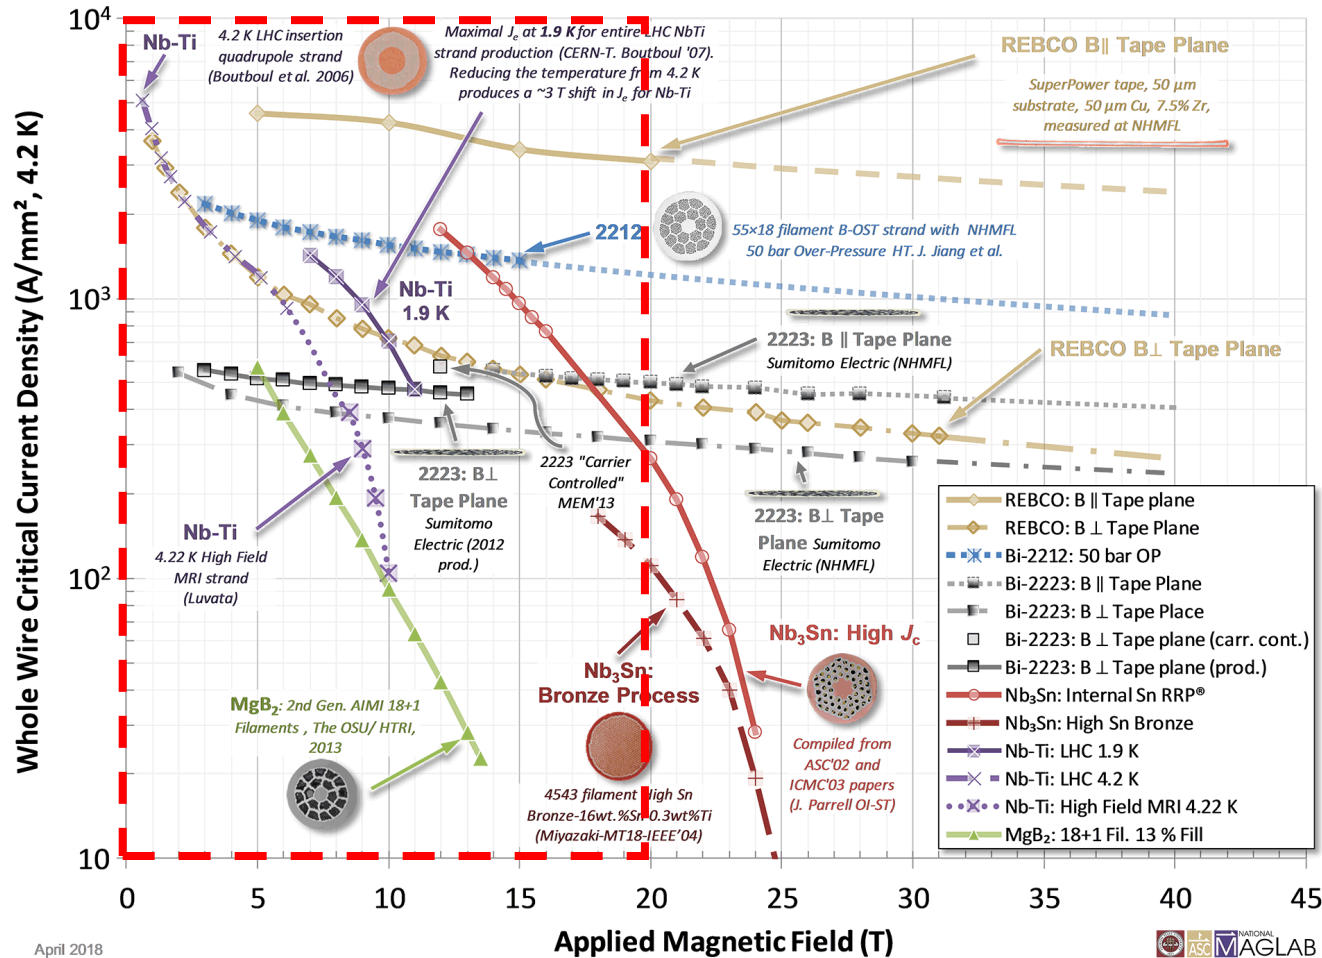 Whole Wire Critical Current Density (A/mm², 4.2 K)
10⁴
10³
10²
10
Nb-Ti
4.2 K LHC insertion
quadrupole strand
(Boutboul et al. 2006)
Maximal Jₑ at 1.9 K for entire LHC NbTi
strand production (CERN-T. Boutboul '07).
Reducing the temperature from 4.2 K
produces a ~3 T shift in Jₑ for Nb-Ti
REBCO B∥ Tape Plane
SuperPower tape, 50 μm
substrate, 50 μm Cu, 7.5% Zr,
measured at NHMFL
2212
55×18 filament B-OST strand with NHMFL
50 bar Over-Pressure HT. J. Jiang et al.
Nb-Ti
1.9 K
2223: B ∥ Tape Plane
Sumitomo Electric (NHMFL)
REBCO B⊥ Tape Plane
2223: B⊥
Tape Plane
Sumitomo
Electric (2012
prod.)
2223 "Carrier
Controlled"
MEM'13
2223: B⊥ Tape
Plane Sumitomo
Electric (NHMFL)
Nb-Ti
4.22 K High Field
MRI strand
(Luvata)
MgB₂: 2nd Gen. AIMI 18+1
Filaments , The OSU/ HTRI,
2013
Nb₃Sn:
Bronze Process
4543 filament High Sn
Bronze-16wt.%Sn-0.3wt%Ti
(Miyazaki-MT18-IEEE'04)
Nb₃Sn: High Jc
Compiled from
ASC'02 and
ICMC'03 papers
(J. Parrell OI-ST)
REBCO: B ∥ Tape plane
REBCO: B ⊥ Tape Plane
Bi-2212: 50 bar OP
Bi-2223: B ∥ Tape Plane
Bi-2223: B ⊥ Tape Place
Bi-2223: B ⊥ Tape plane (carr. cont.)
Bi-2223: B ⊥ Tape plane (prod.)
Nb₃Sn: Internal Sn RRP®
Nb₃Sn: High Sn Bronze
Nb-Ti: LHC 1.9 K
Nb-Ti: LHC 4.2 K
Nb-Ti: High Field MRI 4.22 K
MgB₂: 18+1 Fil. 13 % Fill
0 5 10 15 20 25 30 35 40 45
Applied Magnetic Field (T)
April 2018
ASC
NATIONAL
MAGLAB